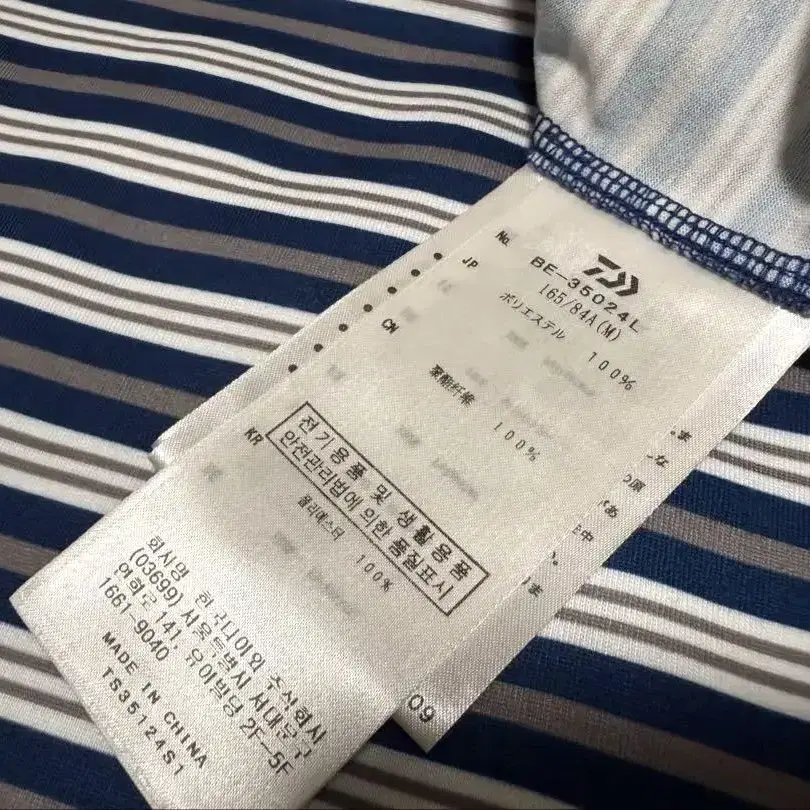 No. BE-35024L
165/84A(M)
JP
ポリエステル 100%
CN
聚酯纤维 100%
KR
전기용품 및 생활용품
안전관리법에 의한 품질표시
폴리에스터 100%
회사명 한국다이와 주식회사
(03699) 서울특별시 서대문구
연희로 141, 유이빌딩 2F-5F
1661-9040
MADE IN CHINA
TS35124S1
09